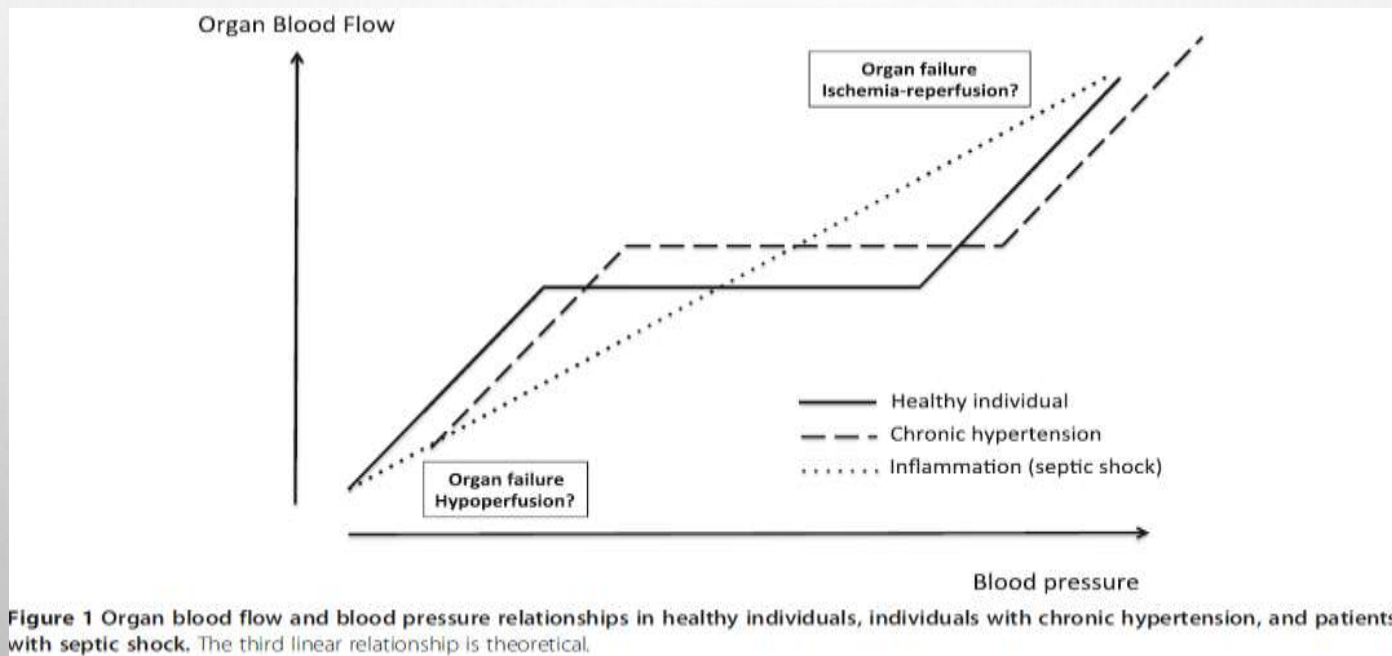 Organ Blood Flow
Organ failure
Ischemia-reperfusion?
Healthy individual
Chronic hypertension
Inflammation (septic shock)
Organ failure
Hypoperfusion?
Blood pressure
Figure 1 Organ blood flow and blood pressure relationships in healthy individuals, individuals with chronic hypertension, and patients
with septic shock. The third linear relationship is theoretical.